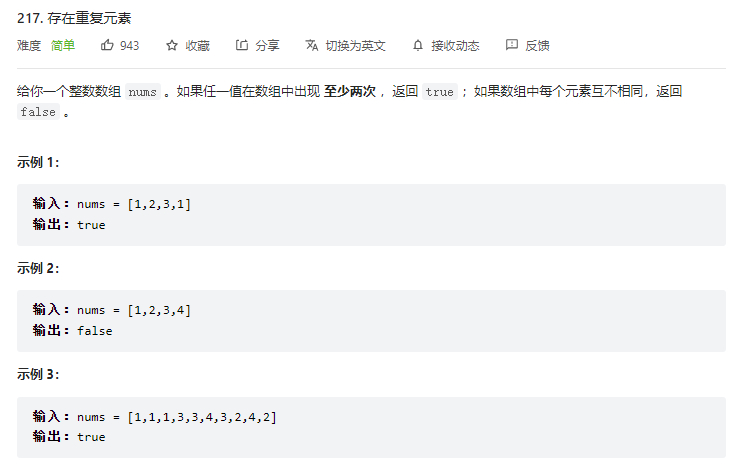 217. 存在重复元素
难度 简单 943 收藏 分享 切换为英文 接收动态 反馈
给你一个整数数组 nums 。如果任一值在数组中出现 至少两次 ，返回 true ；如果数组中每个元素互不相同，返回
false 。
示例 1：
输入：nums = [1,2,3,1]
输出：true
示例 2：
输入：nums = [1,2,3,4]
输出：false
示例 3：
输入：nums = [1,1,1,3,3,4,3,2,4,2]
输出：true